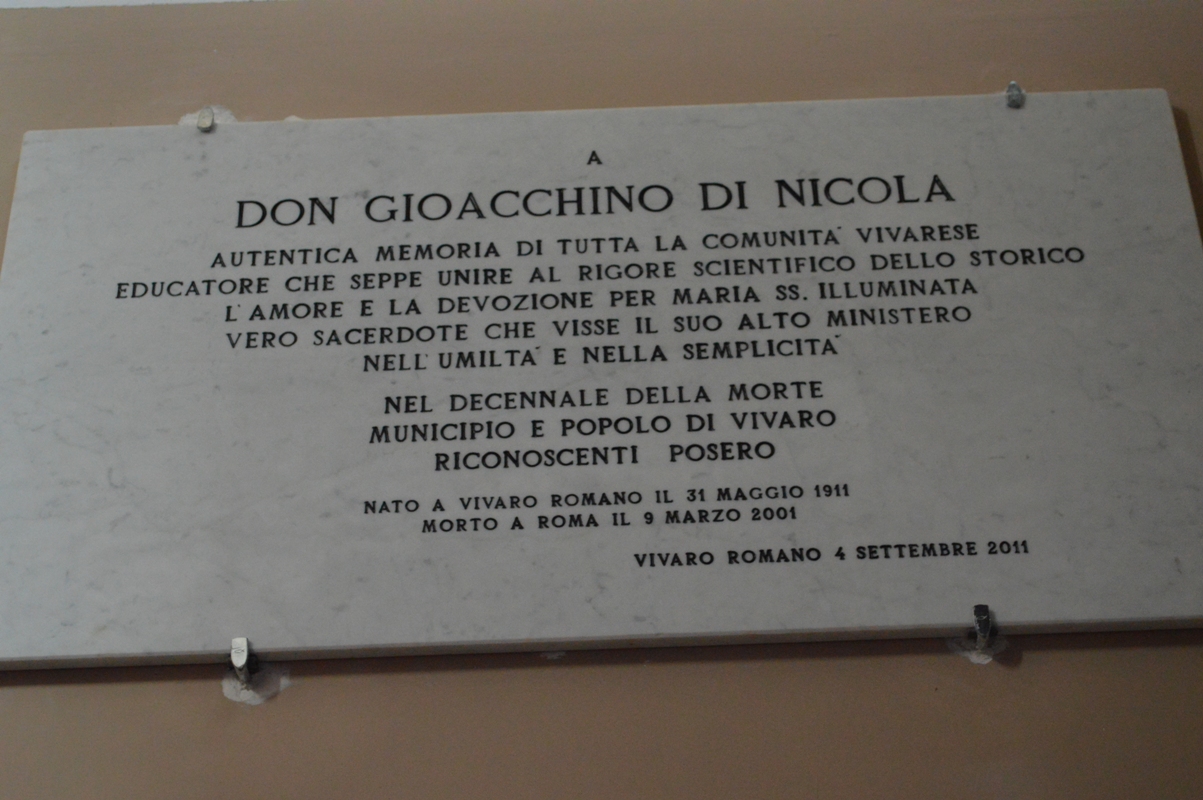 A
DON GIOACCHINO DI NICOLA
AUTENTICA MEMORIA DI TUTTA LA COMUNITA' VIVARESE
EDUCATORE CHE SEPPE UNIRE AL RIGORE SCIENTIFICO DELLO STORICO
L'AMORE E LA DEVOZIONE PER MARIA SS. ILLUMINATA
VERO SACERDOTE CHE VISSE IL SUO ALTO MINISTERO
NELL'UMILTA' E NELLA SEMPLICITA'
NEL DECENNALE DELLA MORTE
MUNICIPIO E POPOLO DI VIVARO
RICONOSCENTI POSERO
NATO A VIVARO ROMANO IL 31 MAGGIO 1911
MORTO A ROMA IL 9 MARZO 2001
VIVARO ROMANO 4 SETTEMBRE 2011